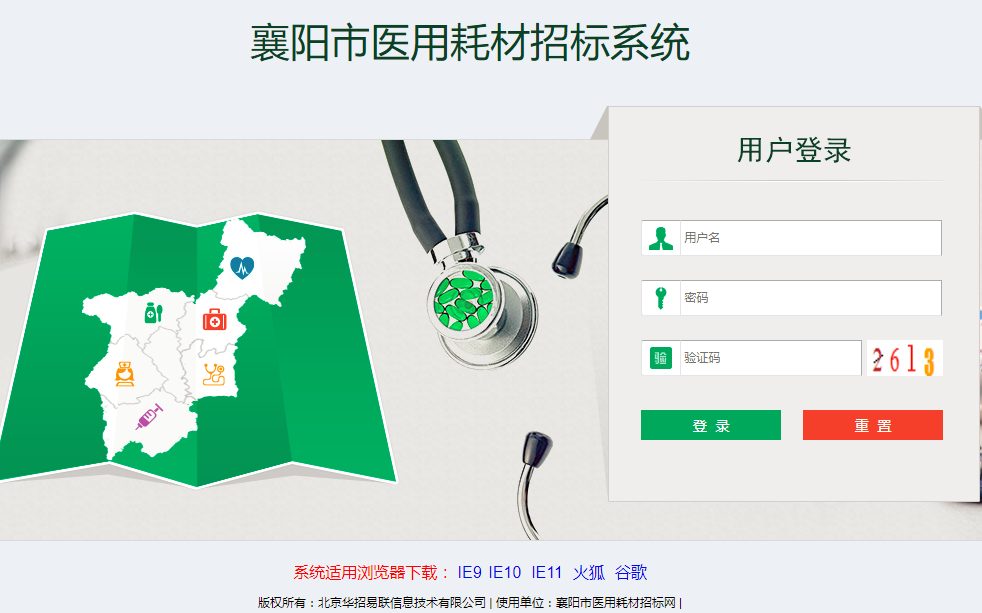 襄阳市医用耗材招标系统
用户登录
用户名
密码
验 验证码 2613
登 录 重 置
系统适用浏览器下载： IE9 IE10 IE11 火狐 谷歌
版权所有：北京华招易联信息技术有限公司 | 使用单位：襄阳市医用耗材招标网 |